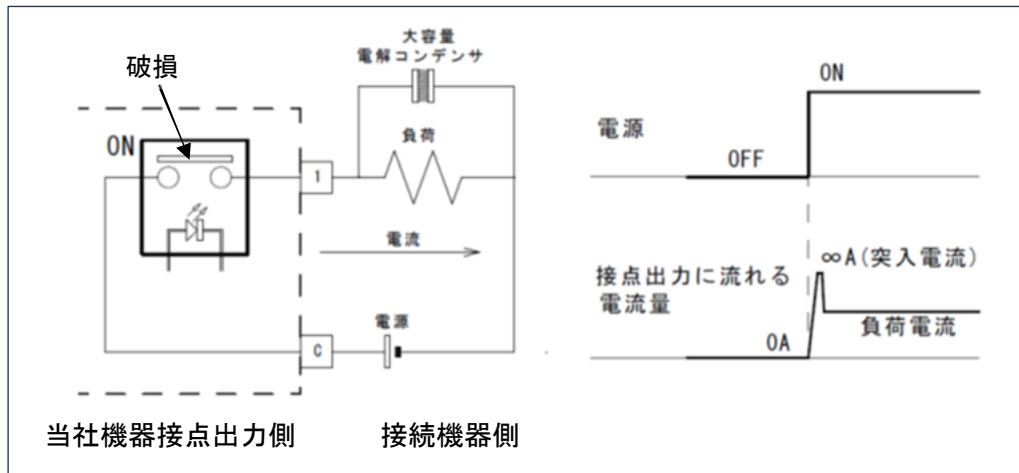 大容量
電解コンデンサ
破損
ON
負荷
1
電流
電源
C
当社機器接点出力側
接続機器側
ON
電源
OFF
∞A(突入電流)
接点出力に流れる
電流量
負荷電流
0A